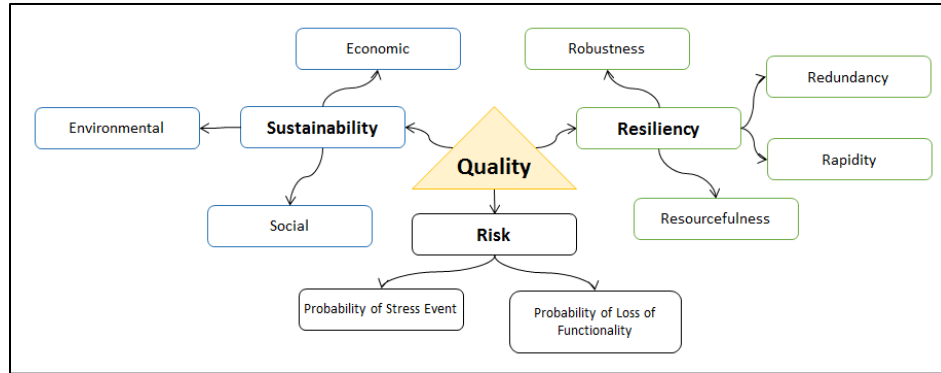 Economic
Robustness
Redundancy
Environmental
Sustainability
Resiliency
Rapidity
Quality
Social
Resourcefulness
Risk
Probability of Stress Event
Probability of Loss of
Functionality